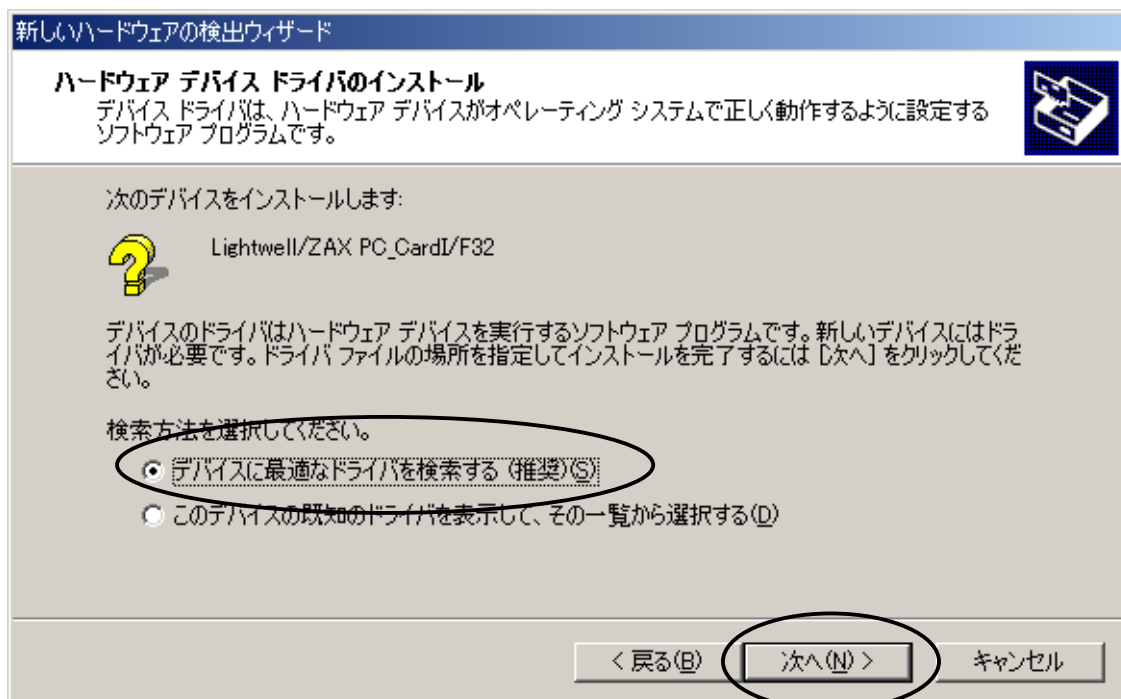 新しいハードウェアの検出ウィザード
ハードウェア デバイス ドライバのインストール
デバイス ドライバは、ハードウェア デバイスがオペレーティング システムで正しく動作するように設定する
ソフトウェア プログラムです。
次のデバイスをインストールします:
Lightwell/ZAX PC_CardI/F32
デバイスのドライバはハードウェア デバイスを実行するソフトウェア プログラムです。新しいデバイスにはドラ
イバが必要です。ドライバ ファイルの場所を指定してインストールを完了するには [次へ] をクリックしてくだ
さい。
検索方法を選択してください。
デバイスに最適なドライバを検索する (推奨)(S)
このデバイスの既知のドライバを表示して、その一覧から選択する(D)
< 戻る(B) 次へ(N) > キャンセル